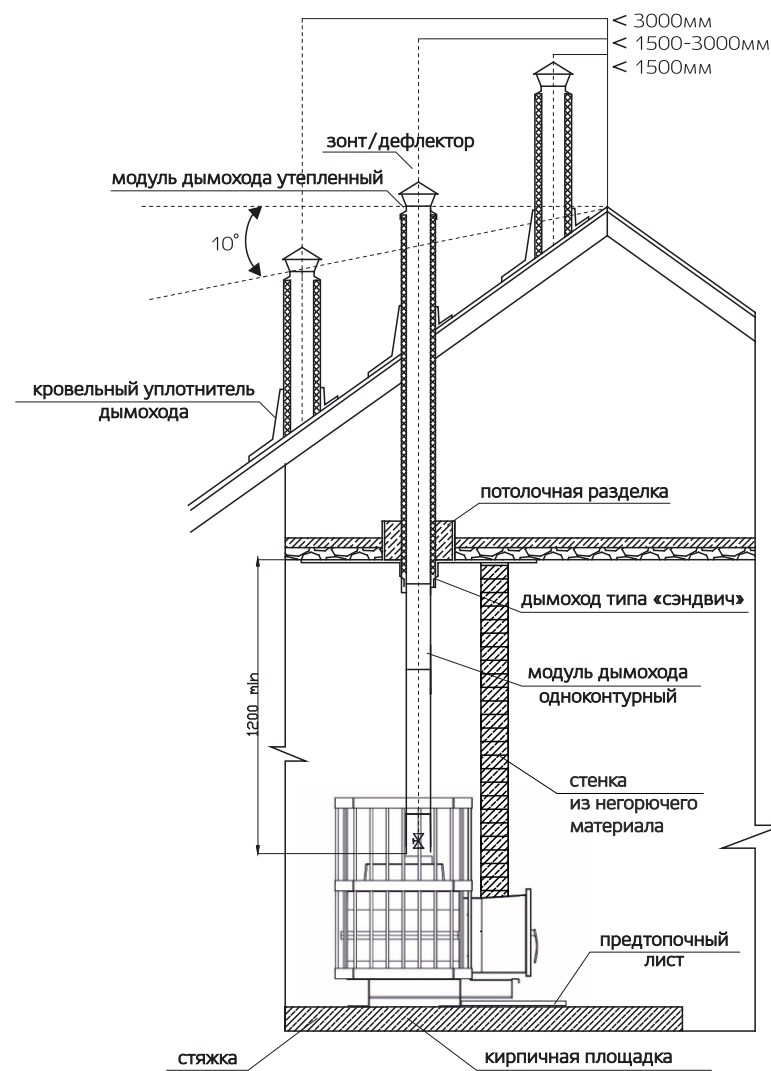 < 3000мм
< 1500-3000мм
< 1500мм
зонт/дефлектор
модуль дымохода утепленный
10°
кровельный уплотнитель
дымохода
потолочная разделка
дымоход типа «сэндвич»
модуль дымохода
одноконтурный
1200 min
стенка
из негорючего
материала
предтопочный
лист
стяжка
кирпичная площадка